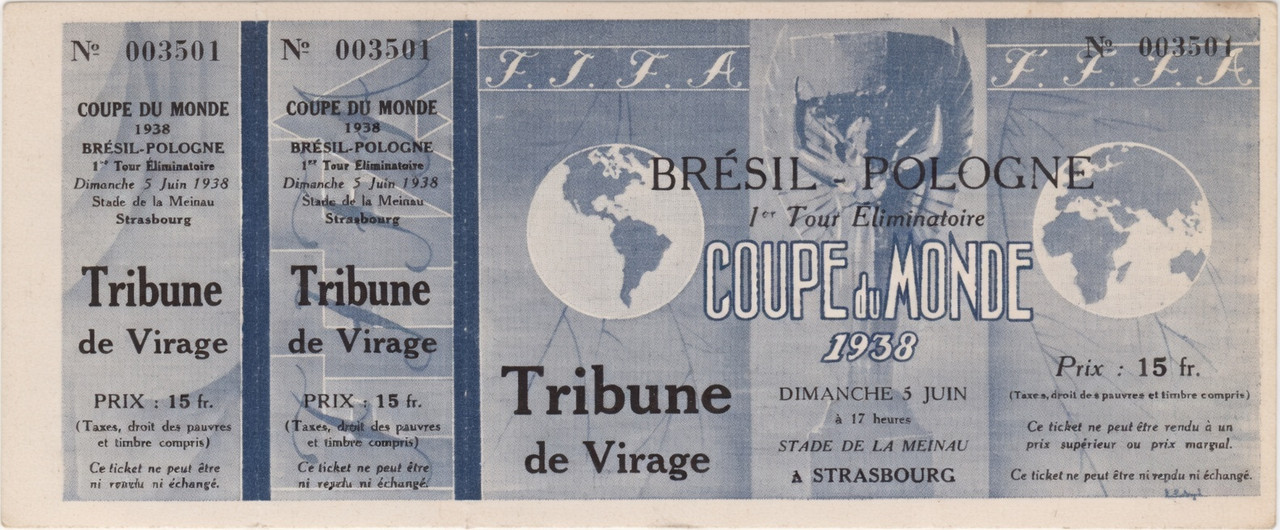 Nº 003501
COUPE DU MONDE
1938
BRÉSIL-POLOGNE
1er Tour Éliminatoire
Dimanche 5 Juin 1938
Stade de la Meinau
Strasbourg
Tribune
de Virage
PRIX : 15 fr.
(Taxes, droit des pauvres
et timbre compris)
Ce ticket ne peut être
ni rendu ni échangé.
Nº 003501
COUPE DU MONDE
1938
BRÉSIL-POLOGNE
1er Tour Éliminatoire
Dimanche 5 Juin 1938
Stade de la Meinau
Strasbourg
Tribune
de Virage
PRIX : 15 fr.
(Taxes, droit des pauvres
et timbre compris)
Ce ticket ne peut être
ni rendu ni échangé.
F. I. F. A
Nº 003501
F. I. F. A
BRÉSIL - POLOGNE
1er Tour Éliminatoire
COUPE du MONDE
1938
Tribune
de Virage
DIMANCHE 5 JUIN
à 17 heures
STADE DE LA MEINAU
à STRASBOURG
Prix : 15 fr.
(Taxes, droit des pauvres et timbre compris)
Ce ticket ne peut être rendu à un
prix supérieur ou prix margial.
Ce ticket ne peut être ni rendu ni échangé.